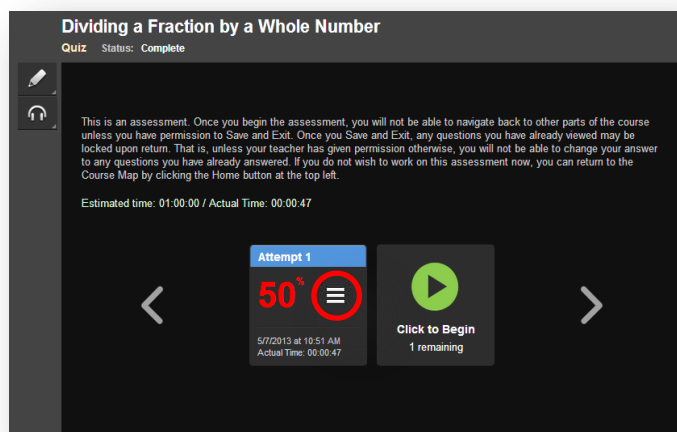 Dividing a Fraction by a Whole Number
Quiz Status: Complete
This is an assessment. Once you begin the assessment, you will not be able to navigate back to other parts of the course
unless you have permission to Save and Exit. Once you Save and Exit, any questions you have already viewed may be
locked upon return. That is, unless your teacher has given permission otherwise, you will not be able to change your answer
to any questions you have already answered. If you do not wish to work on this assessment now, you can return to the
Course Map by clicking the Home button at the top left.
Estimated time: 01:00:00 / Actual Time: 00:00:47
Attempt 1
50%
5/7/2013 at 10:51 AM
Actual Time: 00:00:47
Click to Begin
1 remaining